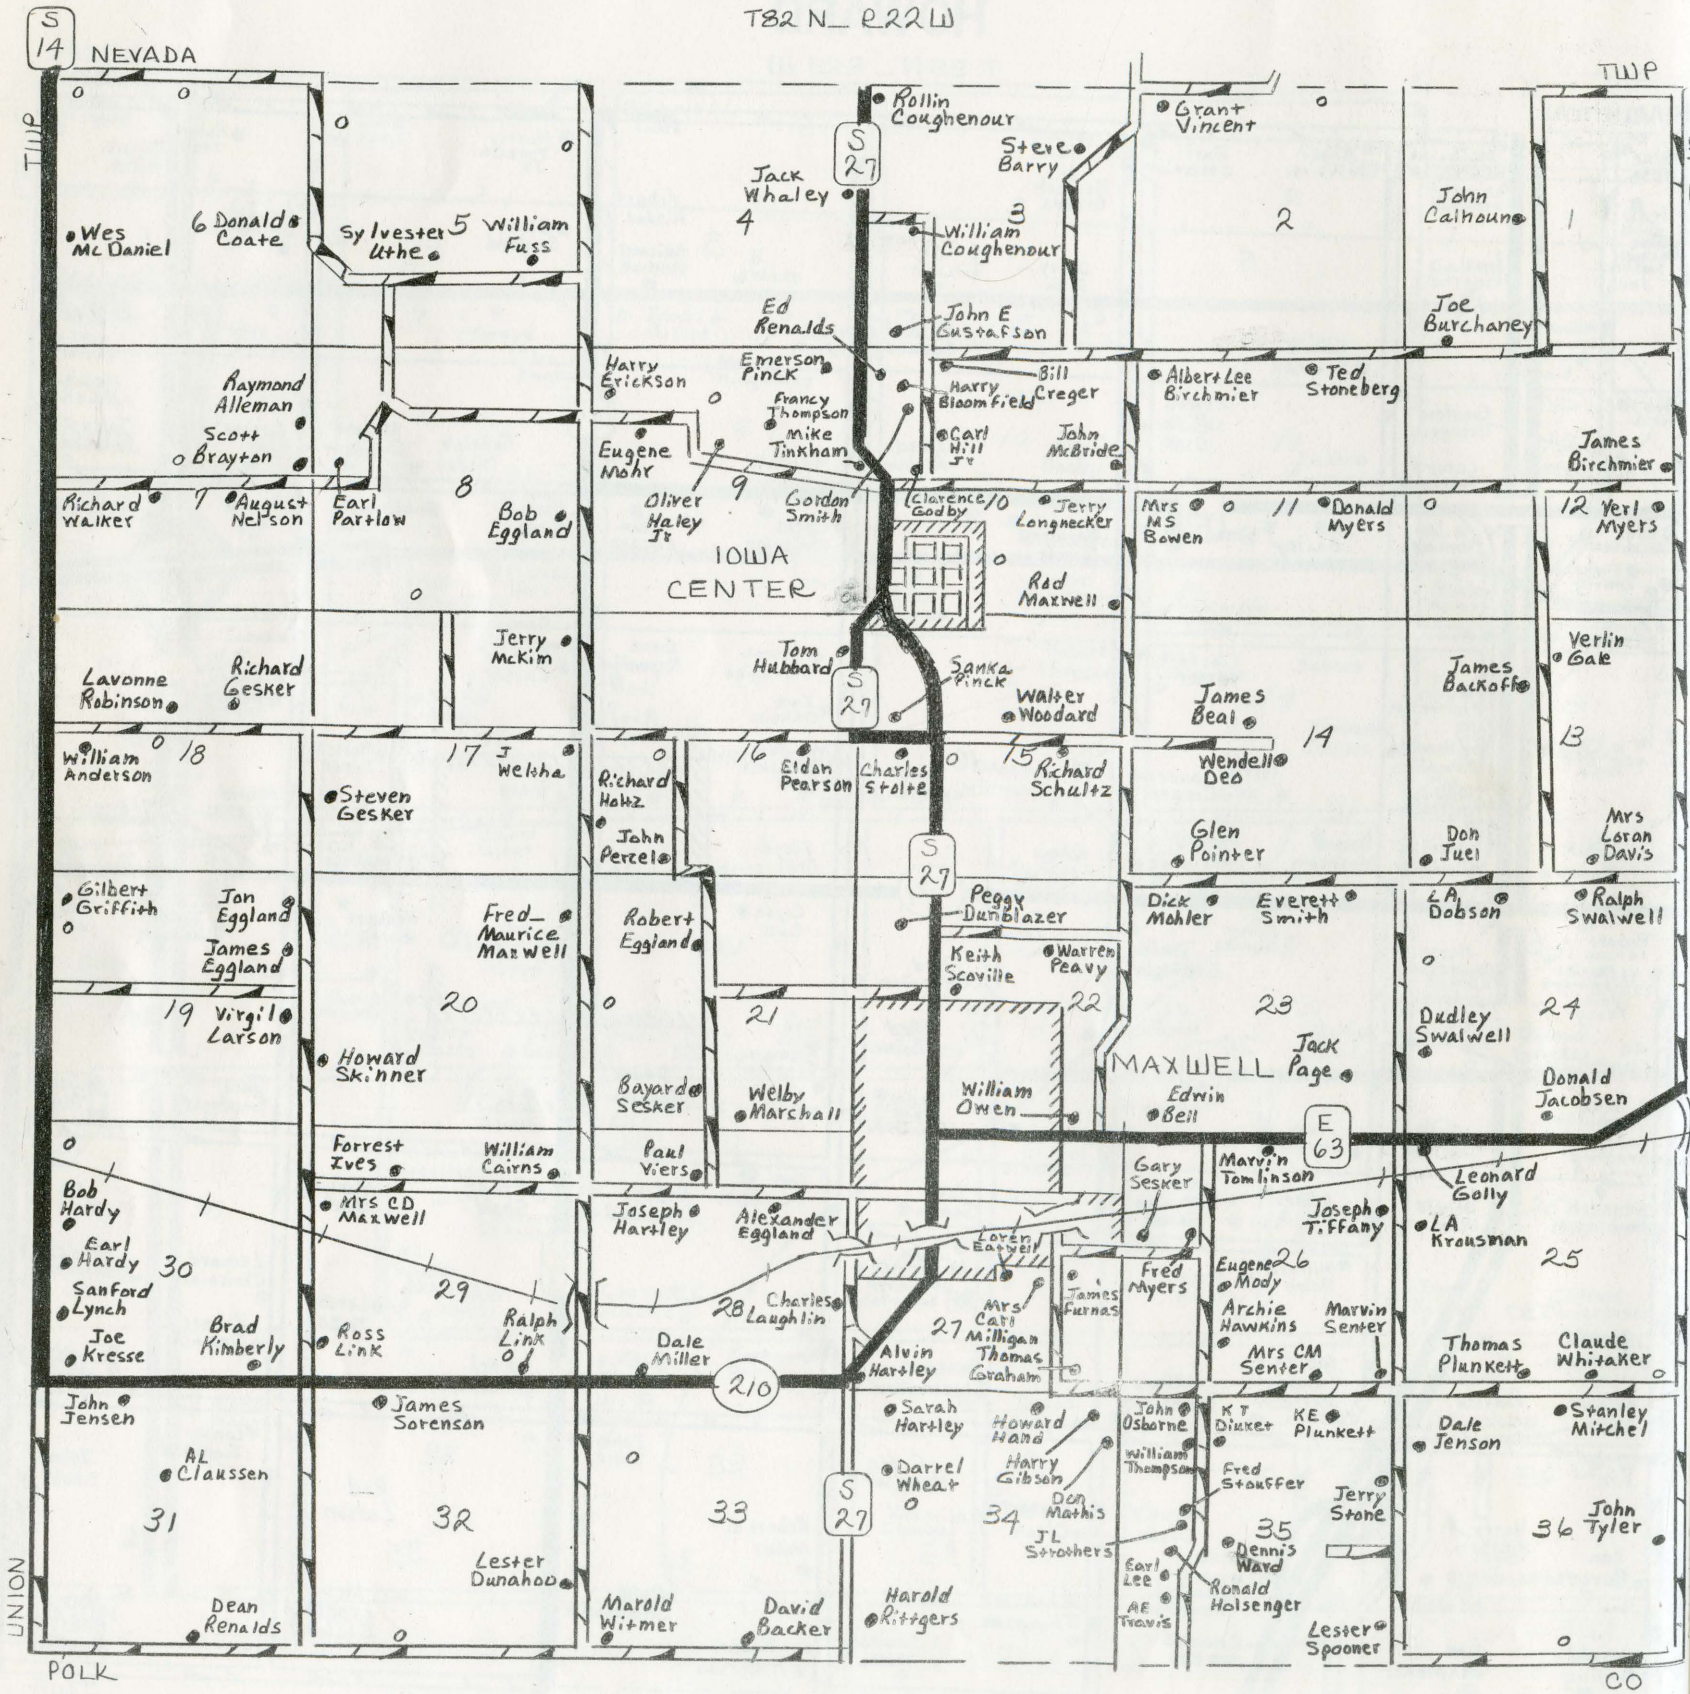 T82 N_ R22W
S
14
NEVADA
TWP
TWP
Rollin
Coughenour
Grant
Vincent
S
27
Steve
Barry
Jack
Whaley
4
3
2
1
John
Calhoun
Wes
McDaniel
6
Donald
Coate
Sylvester
Uthe
5
William
Fuss
William
Coughenour
Ed
Renalds
John E
Gustafson
Joe
Burchaney
Raymond
Alleman
Harry
Erickson
Emerson
Pinck
Bill
Creger
Harry
Bloomfield
Albert Lee
Birchmier
Ted
Stoneberg
Francy
Thompson
Scott
Brayton
Mike
Tinkham
Carl
Hill
Jr
John
McBride
James
Birchmier
Eugene
Mohr
Richard
Walker
7
August
Nelson
Earl
Partlow
8
Bob
Eggland
Oliver
Haley
Jr
9
Gordon
Smith
Clarence
Godby
10
Jerry
Longnecker
Mrs
MS
Bowen
11
Donald
Myers
12
Verl
Myers
IOWA
CENTER
Rod
Maxwell
Jerry
McKim
Tom
Hubbard
Verlin
Gale
Lavonne
Robinson
Richard
Gesker
S
27
Sanka
Pinck
Walter
Woodard
James
Beal
James
Backoff
William
Anderson
18
17
J
Weltha
16
Eldon
Pearson
Charles
Stolte
15
Richard
Schultz
Wendell
Deo
14
13
Steven
Gesker
Richard
Holtz
John
Perzel
S
27
Glen
Pointer
Don
Juel
Mrs
Loran
Davis
Gilbert
Griffith
Jon
Eggland
James
Eggland
Fred_
Maurice
Maxwell
Robert
Eggland
Peggy
Dunblazer
Dick
Mohler
Everett
Smith
LA
Dobson
Ralph
Swalwell
Keith
Scoville
Warren
Peavy
19
Virgil
Larson
20
21
22
23
24
Dudley
Swalwell
Howard
Skinner
MAXWELL
Jack
Page
Bayard
Sesker
Welby
Marshall
William
Owen
Edwin
Bell
Donald
Jacobsen
E
63
Forrest
Ives
William
Cairns
Paul
Viers
Gary
Sesker
Marvin
Tomlinson
Leonard
Golly
Bob
Hardy
Mrs CD
Maxwell
Joseph
Hartley
Alexander
Eggland
Loren
Eatwell
Joseph
Tiffany
LA
Krousman
Earl
Hardy
30
29
28
27
Fred
Myers
Eugene
Mody
26
25
Sanford
Lynch
Ralph
Link
Charles
Laughlin
Mrs
Carl
Milligan
James
Furnas
Archie
Hawkins
Marvin
Senter
Joe
Kresse
Brad
Kimberly
Ross
Link
Dale
Miller
Alvin
Hartley
Thomas
Graham
Mrs CM
Senter
Thomas
Plunkett
Claude
Whitaker
210
John
Jensen
James
Sorenson
Sarah
Hartley
Howard
Hand
John
Osborne
KT
Diuket
KE
Plunkett
Dale
Jenson
Stanley
Mitchel
AL
Claussen
Darrel
Wheat
Harry
Gibson
William
Thompson
Fred
Stouffer
S
27
Don
Mathis
Jerry
Stone
31
32
33
34
JL
Strothers
35
36
John
Tyler
Dennis
Ward
Lester
Dunahoo
Earl
Lee
Ronald
Holsenger
UNION
Dean
Renalds
Marold
Witmer
David
Backer
Harold
Rittgers
AE
Travis
Lester
Spooner
POLK
CO